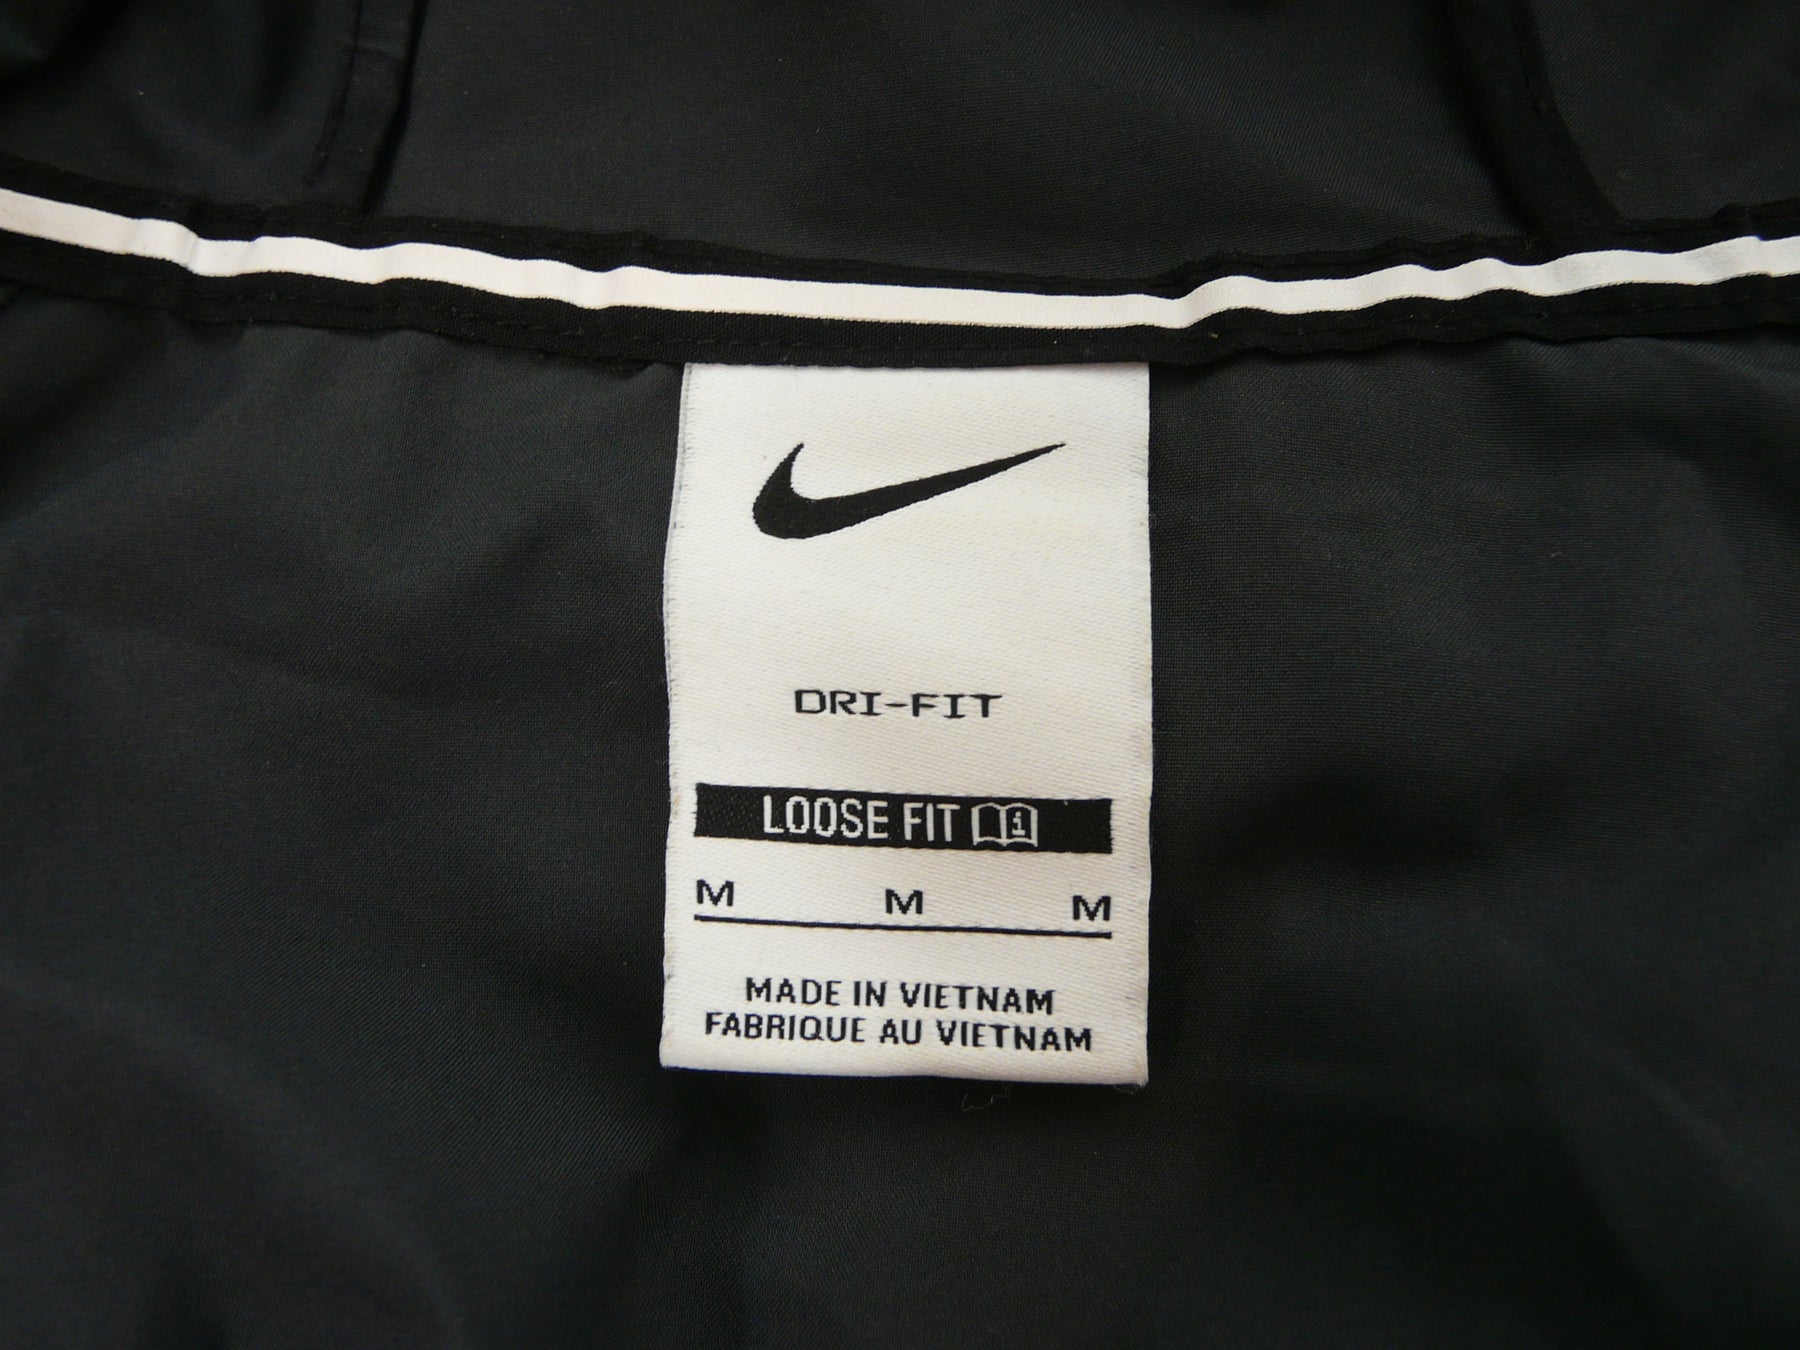 DRI-FIT
LOOSE FIT i
M M M
MADE IN VIETNAM
FABRIQUE AU VIETNAM